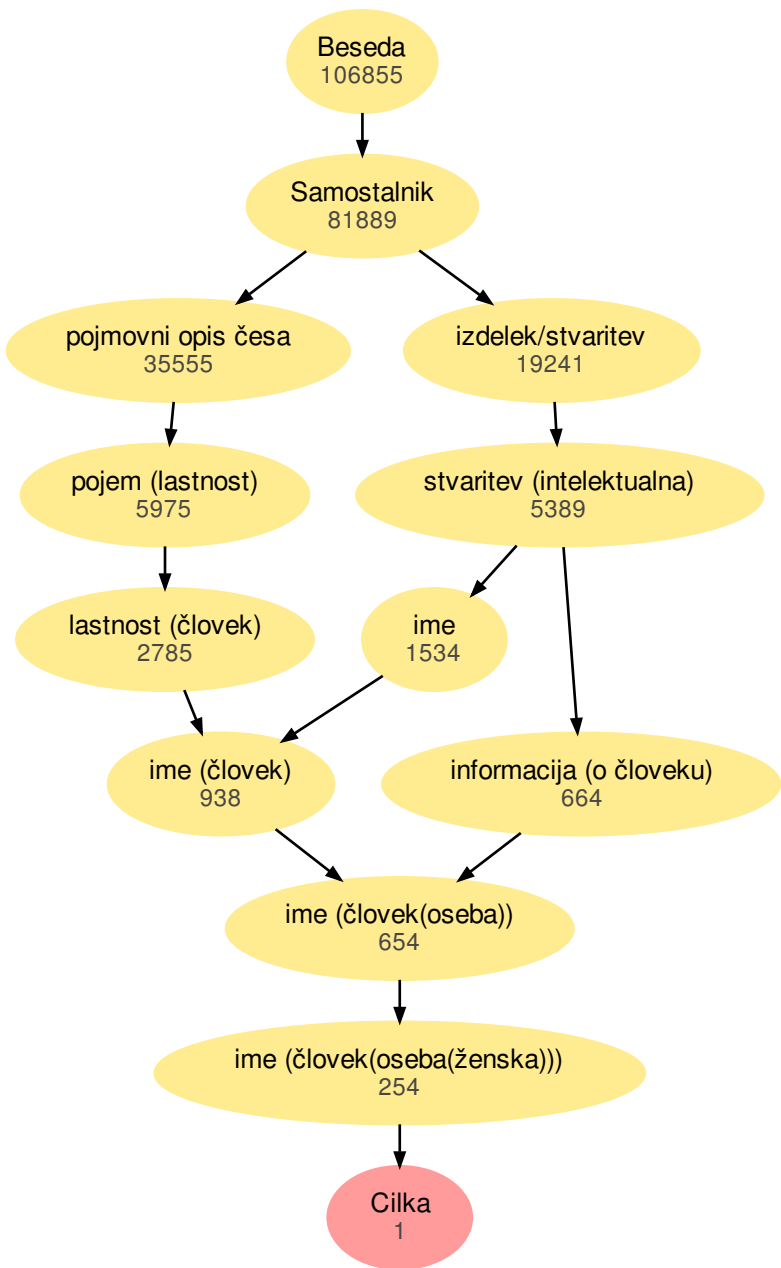 Beseda
106855
Samostalnik
81889
pojmovni opis česa
35555
izdelek/stvaritev
19241
pojem (lastnost)
5975
stvaritev (intelektualna)
5389
lastnost (človek)
2785
ime
1534
ime (človek)
938
informacija (o človeku)
664
ime (človek(oseba))
654
ime (človek(oseba(ženska)))
254
Cilka
1